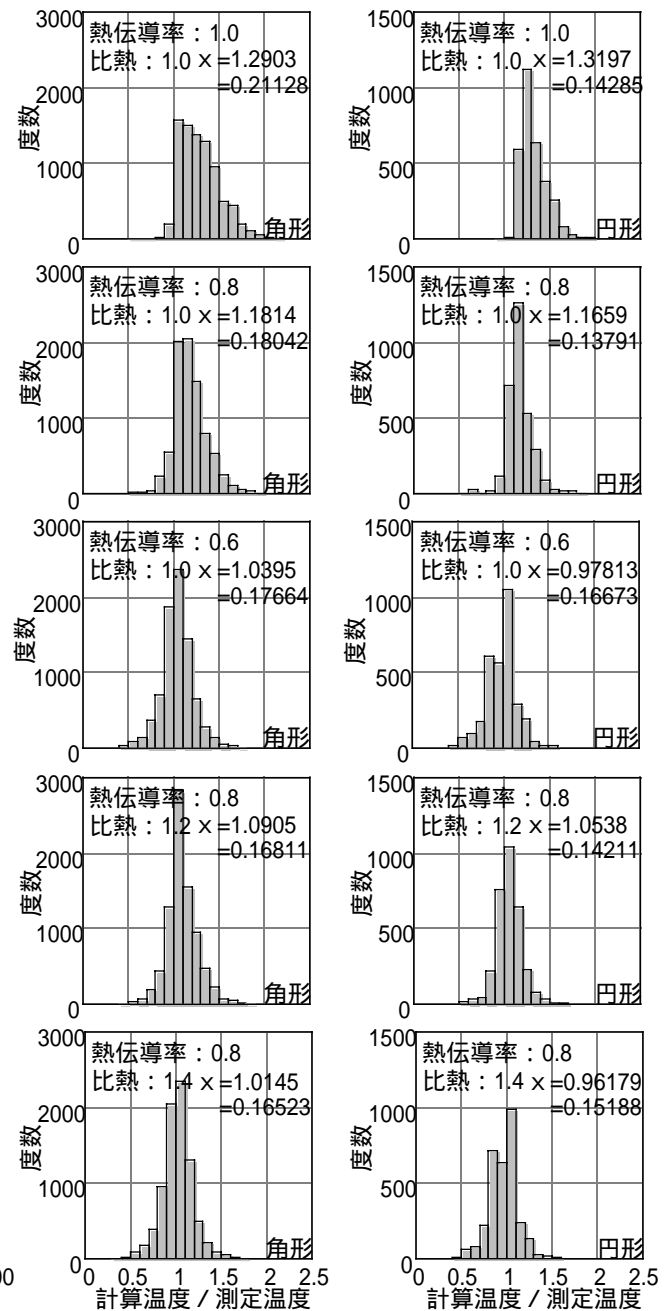 3000
熱伝導率：1.0
比熱：1.0 x=1.2903
=0.21128
2000
度数
1000
0
角形
1500
熱伝導率：1.0
比熱：1.0 x=1.3197
=0.14285
1000
度数
500
0
円形
3000
熱伝導率：0.8
比熱：1.0 x=1.1814
=0.18042
2000
度数
1000
0
角形
1500
熱伝導率：0.8
比熱：1.0 x=1.1659
=0.13791
1000
度数
500
0
円形
3000
熱伝導率：0.6
比熱：1.0 x=1.0395
=0.17664
2000
度数
1000
0
角形
1500
熱伝導率：0.6
比熱：1.0 x=0.97813
=0.16673
1000
度数
500
0
円形
3000
熱伝導率：0.8
比熱：1.2 x=1.0905
=0.16811
2000
度数
1000
0
角形
1500
熱伝導率：0.8
比熱：1.2 x=1.0538
=0.14211
1000
度数
500
0
円形
3000
熱伝導率：0.8
比熱：1.4 x=1.0145
=0.16523
2000
度数
1000
0
角形
0 0.5 1 1.5 2 2.5
計算温度 / 測定温度
1500
熱伝導率：0.8
比熱：1.4 x=0.96179
=0.15188
1000
度数
500
0
円形
0 0.5 1 1.5 2 2.5
計算温度 / 測定温度